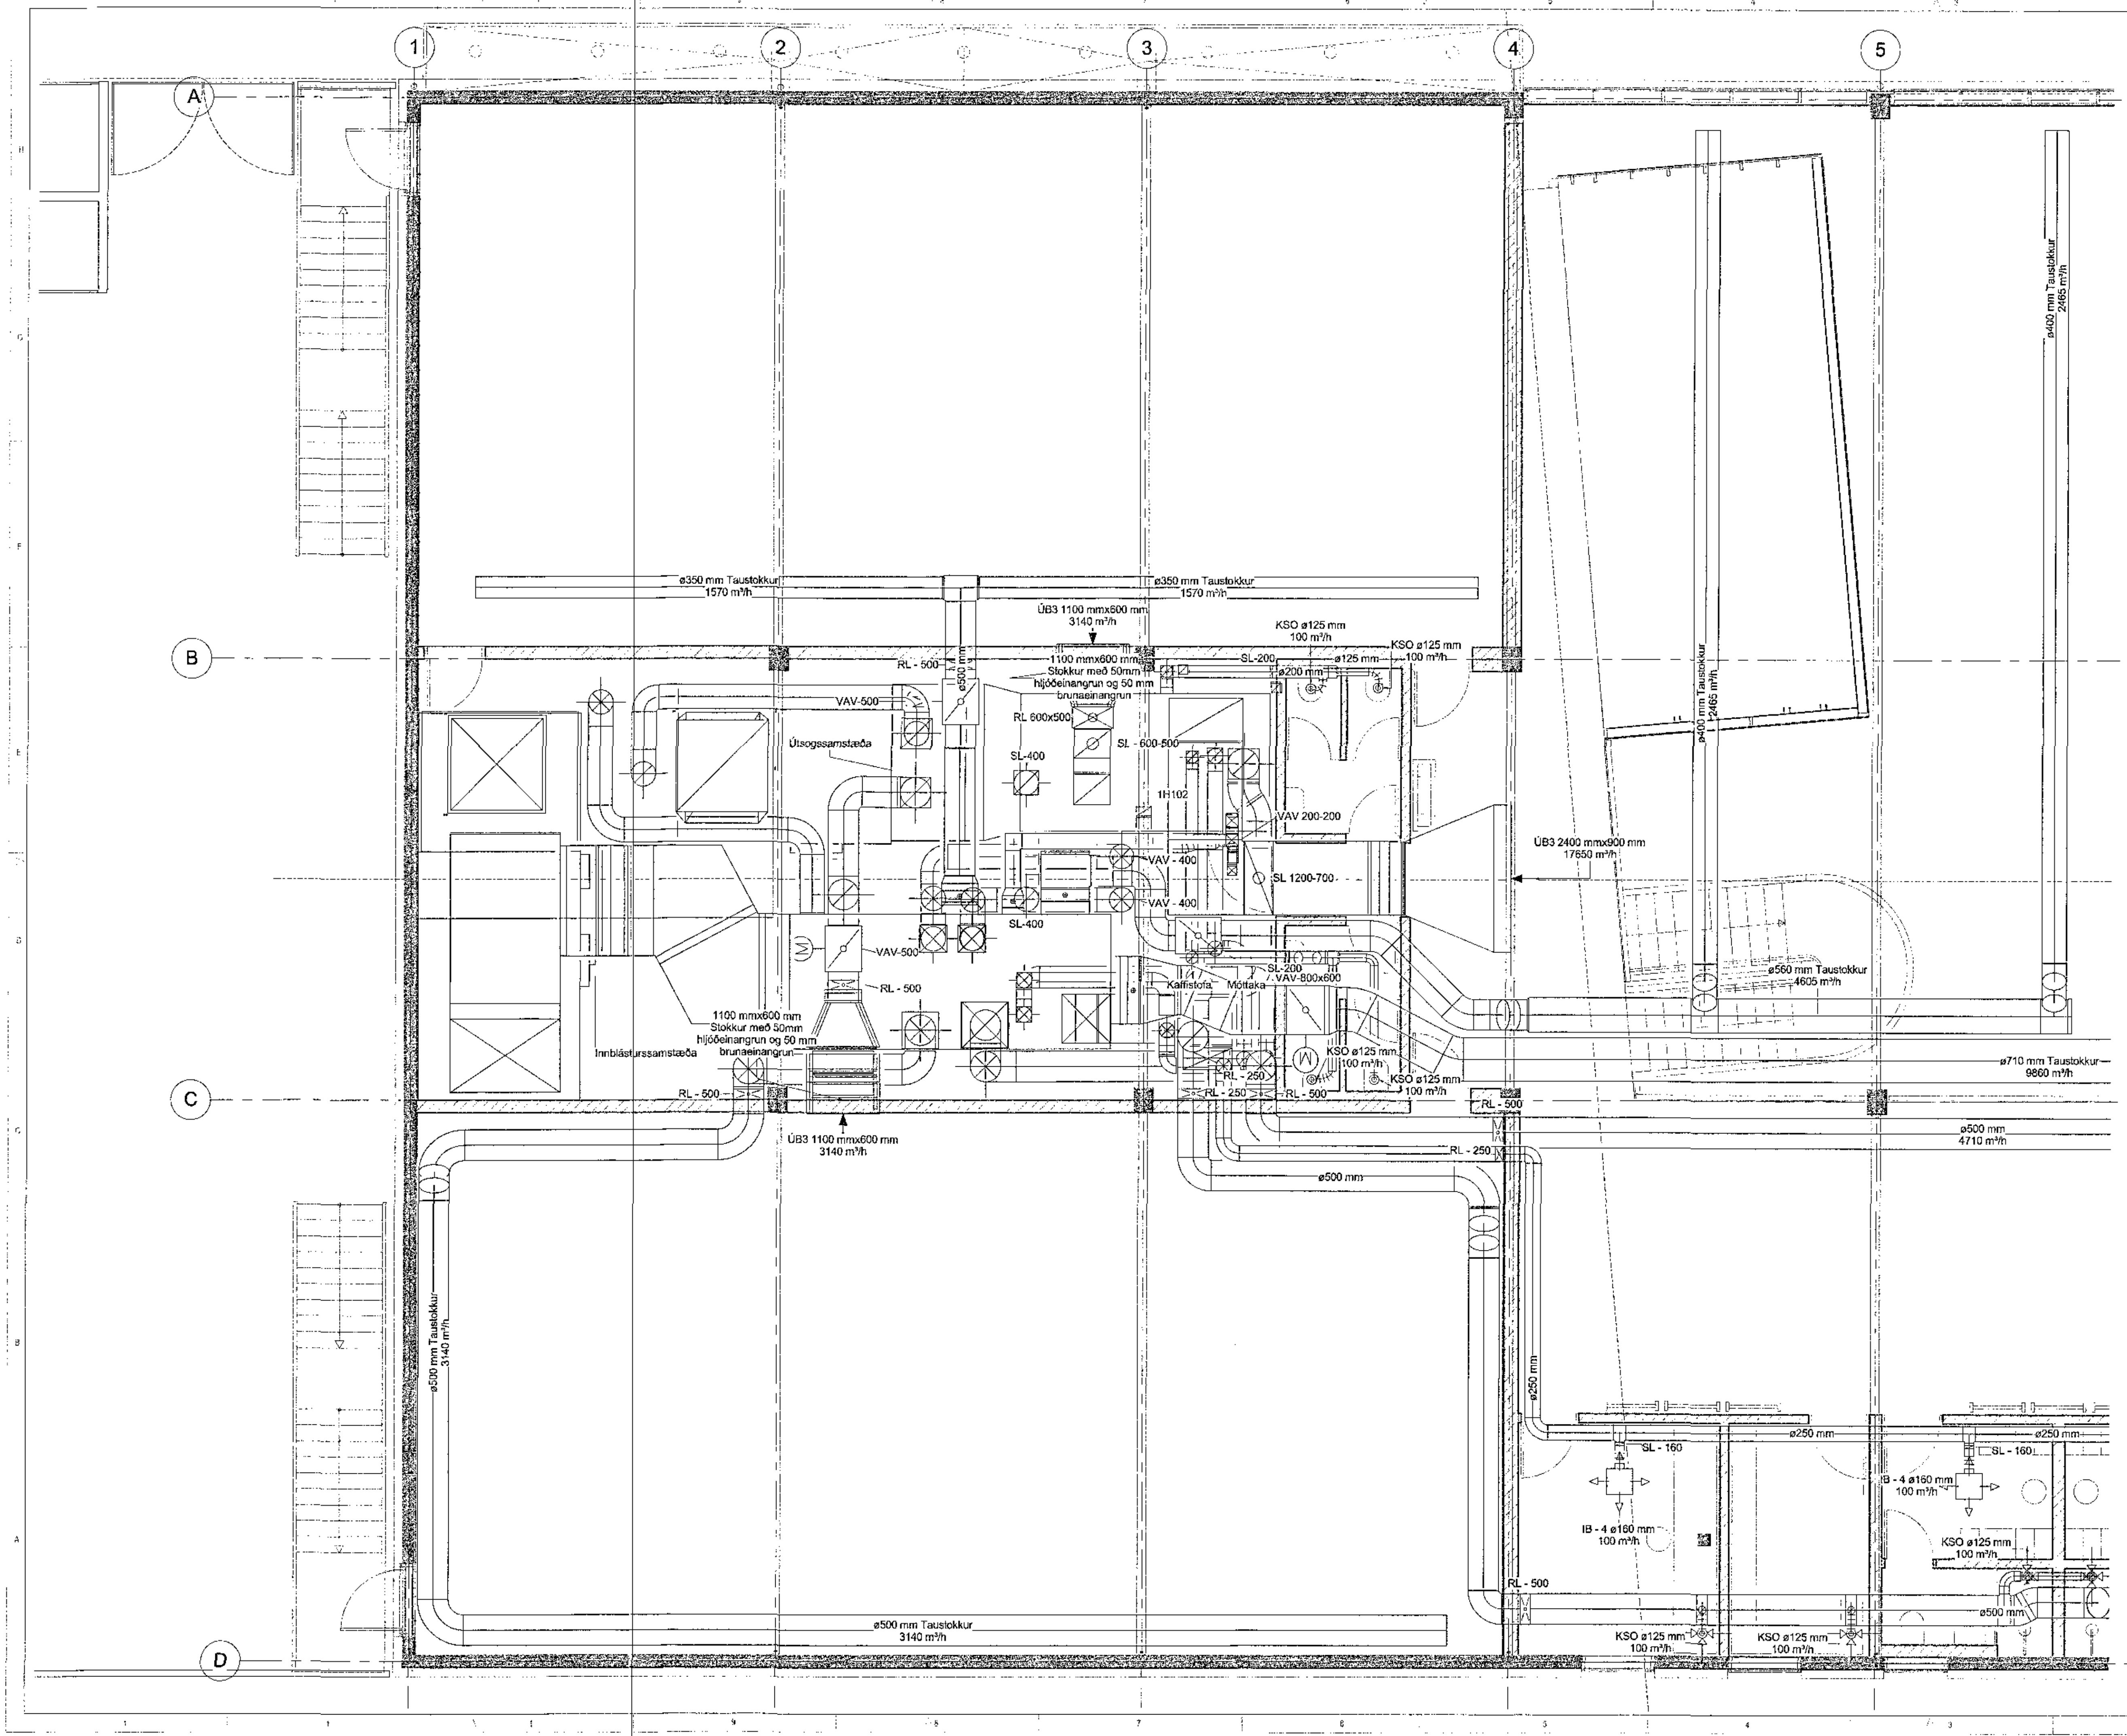 1
2
3
4
5
A
ø400 mm Taustokkur
2465 m³/h
ø350 mm Taustokkur
1570 m³/h
ø350 mm Taustokkur
1570 m³/h
ÚB3 1100 mmx600 mm
3140 m³/h
KSO ø125 mm
100 m³/h
KSO ø125 mm
100 m³/h
B
RL - 500
ø500 mm
1100 mmx600 mm
Stokkur með 50mm
hljóðeinangrun og 50 mm
brunaeinangrun
SL-200
ø125 mm
ø200 mm
VAV-500
RL 600x500
ø400 mm Taustokkur
2465 m³/h
Útsogssamstæða
SL - 600-500
SL-400
1H102
VAV 200-200
ÚB3 2400 mmx900 mm
17650 m³/h
VAV - 400
SL 1200-700
VAV - 400
SL-400
M
VAV-500
SL-200
VAV-800x600
Kaffistofa
Móttaka
ø560 mm Taustokkur
4605 m³/h
RL - 500
1100 mmx600 mm
Stokkur með 50mm
hljóðeinangrun og 50 mm
brunaeinangrun
Innblásturssamstæða
M
KSO ø125 mm
100 m³/h
ø710 mm Taustokkur
9860 m³/h
RL - 250
KSO ø125 mm
100 m³/h
C
RL - 500
RL - 250
RL - 500
RL - 500
ÚB3 1100 mmx600 mm
3140 m³/h
ø500 mm
4710 m³/h
RL - 250
ø500 mm
ø500 mm Taustokkur
3140 m³/h
ø250 mm
ø250 mm
ø250 mm
SL - 160
SL - 160
B - 4 ø160 mm
100 m³/h
IB - 4 ø160 mm
100 m³/h
KSO ø125 mm
100 m³/h
RL - 500
ø500 mm
ø500 mm Taustokkur
3140 m³/h
KSO ø125 mm
100 m³/h
KSO ø125 mm
100 m³/h
D